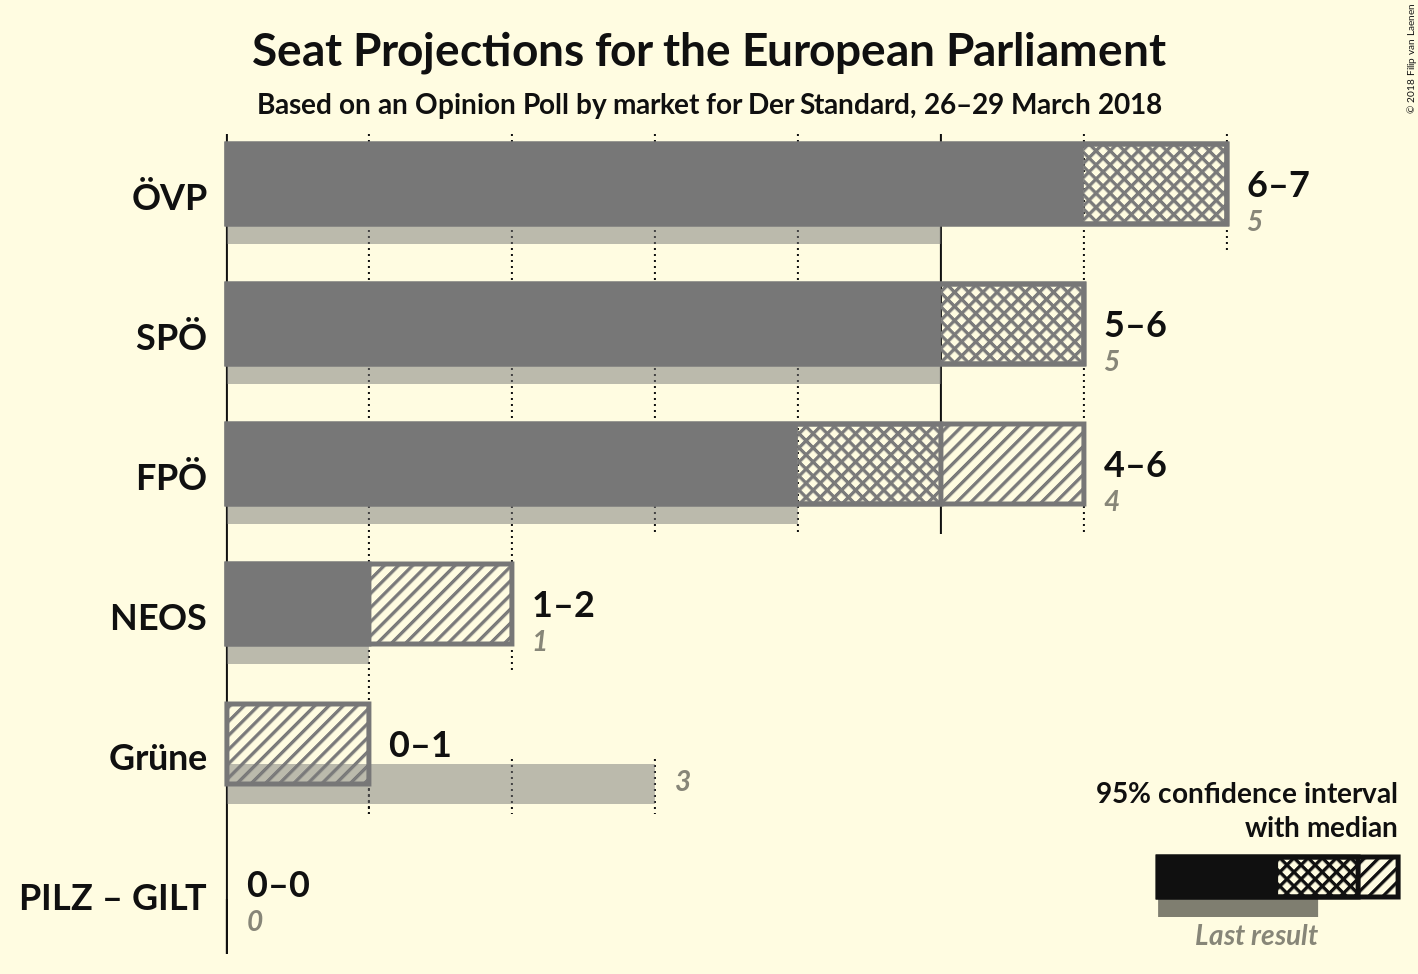 Seat Projections for the European Parliament
Based on an Opinion Poll by market for Der Standard, 26–29 March 2018
© 2018 Filip van Laenen
ÖVP
6–7
5
SPÖ
5–6
5
FPÖ
4–6
4
NEOS
1–2
1
Grüne
0–1
3
PILZ – GILT
0–0
0
95% confidence interval
with median
Last result